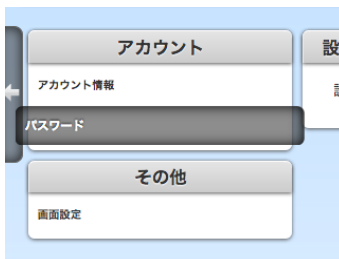 アカウント
アカウント情報
パスワード
その他
画面設定
設